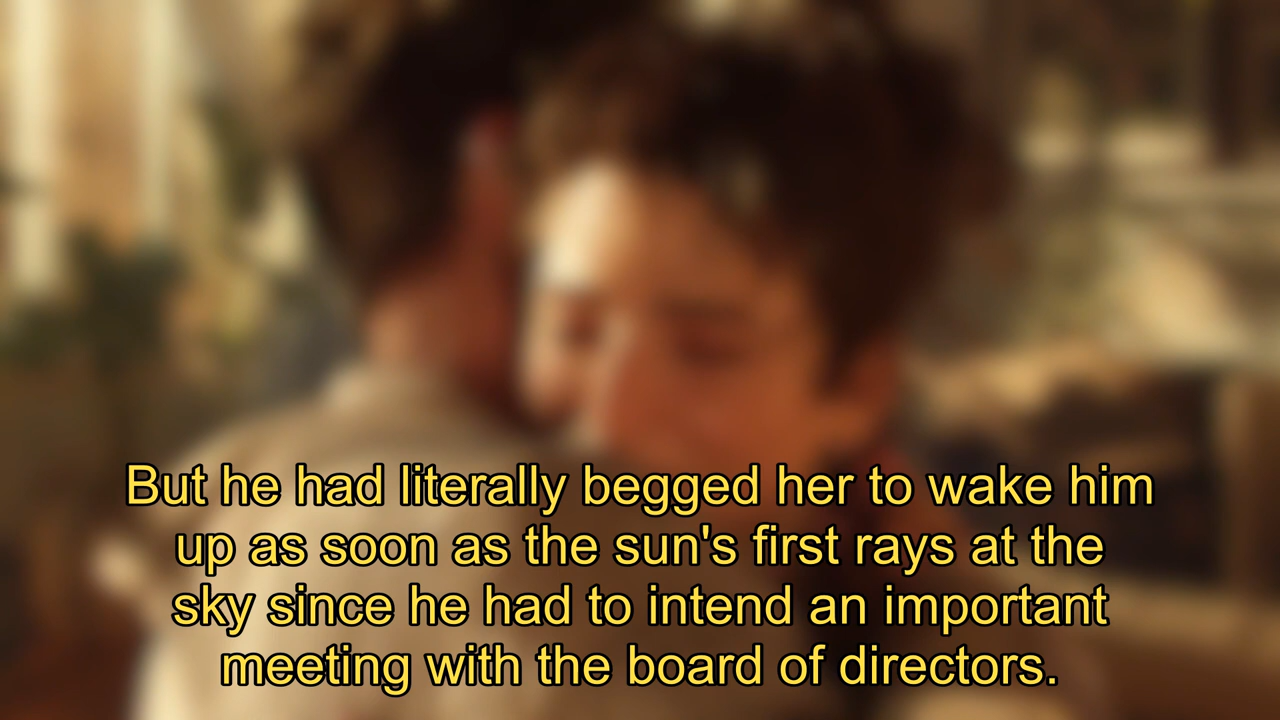 But he had literally begged her to wake him
up as soon as the sun's first rays at the
sky since he had to intend an important
meeting with the board of directors.